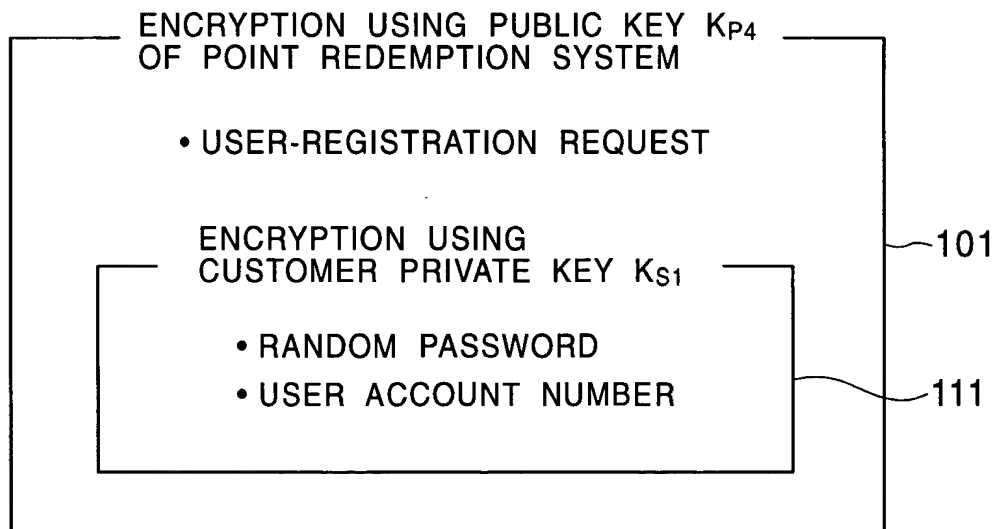 ENCRYPTION USING PUBLIC KEY KP4
OF POINT REDEMPTION SYSTEM
• USER-REGISTRATION REQUEST
ENCRYPTION USING
CUSTOMER PRIVATE KEY KS1
101
• RANDOM PASSWORD
• USER ACCOUNT NUMBER
111